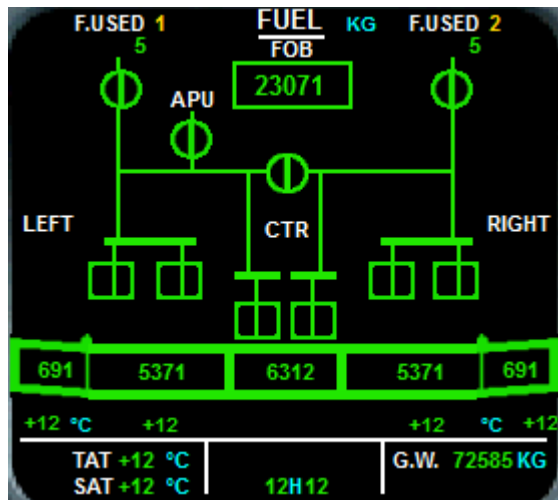 F.USED 1 FUEL KG F.USED 2
5 FOB 5
23071
APU
LEFT CTR RIGHT
691 5371 6312 5371 691
+12 °C +12 +12 °C +12
TAT +12 °C G.W. 72585 KG
SAT +12 °C 12H12